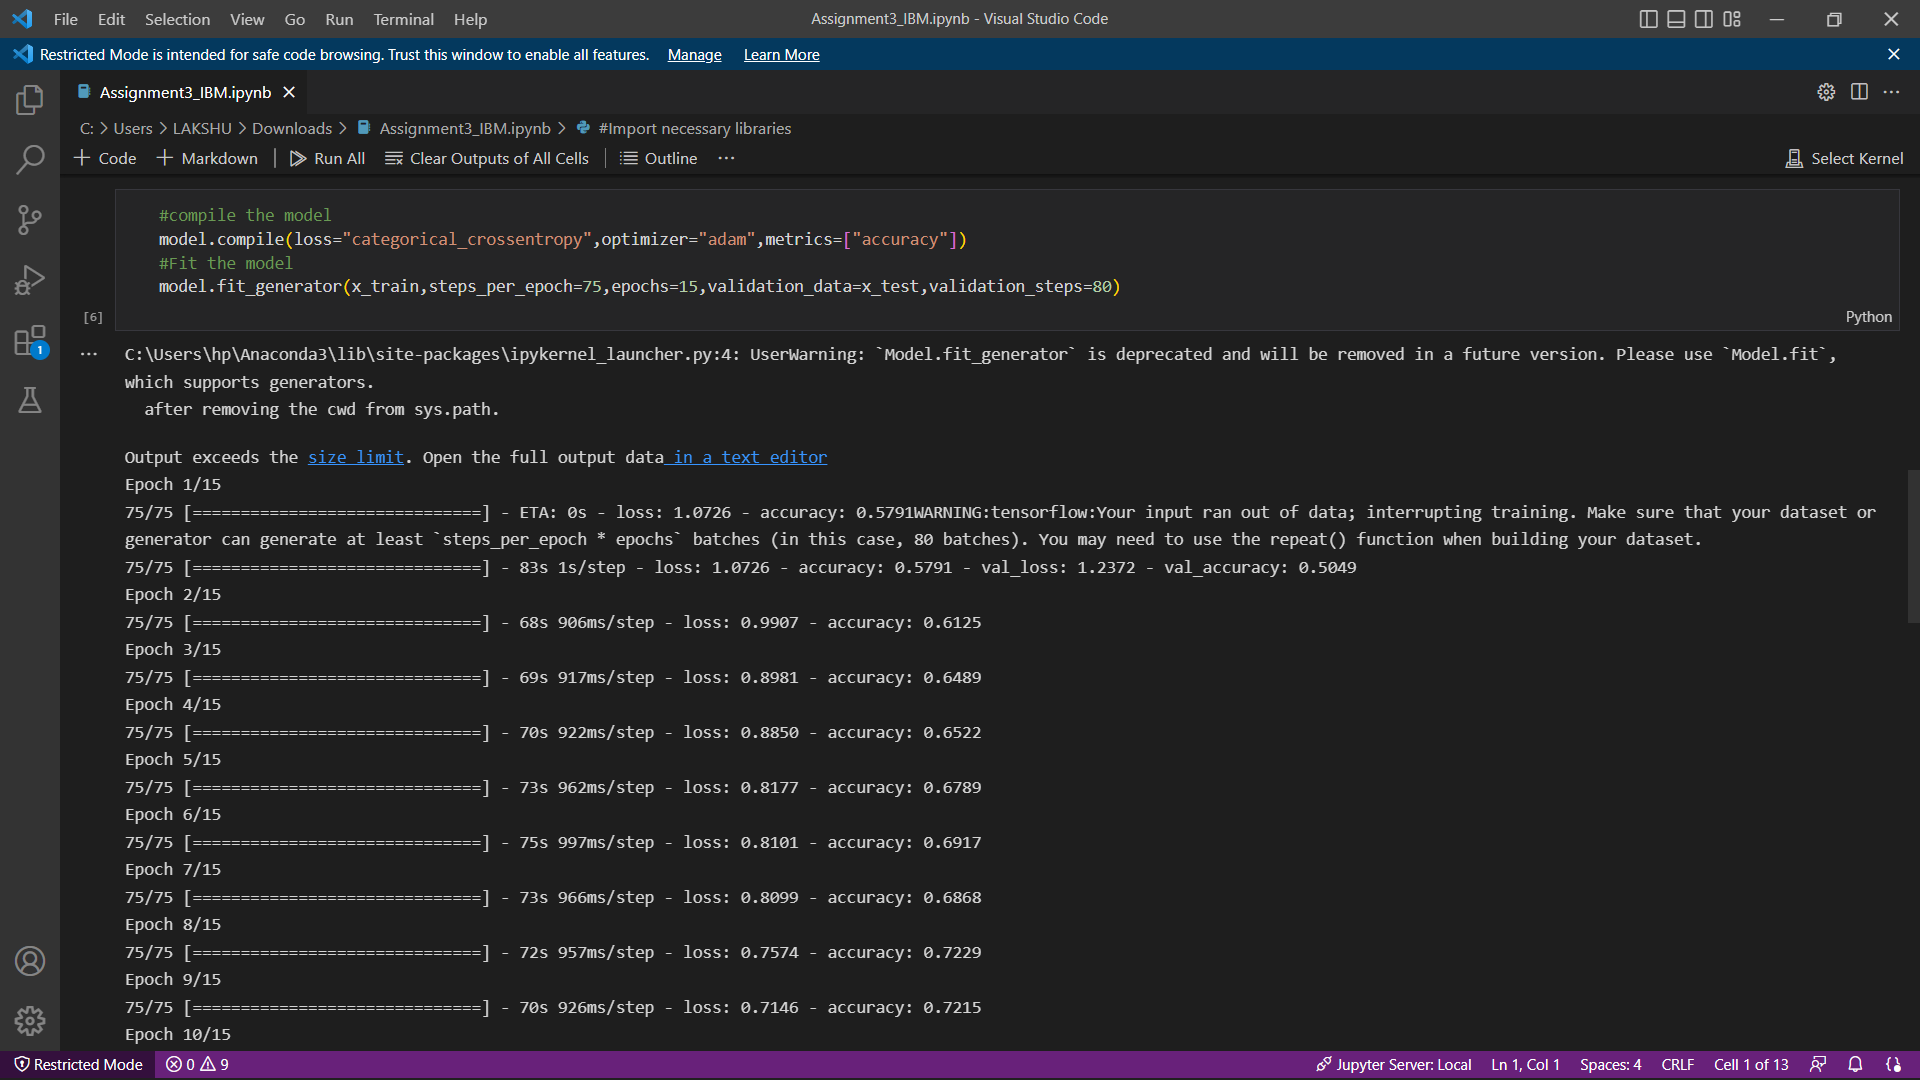 File Edit Selection View Go Run Terminal Help Assignment3_IBM.ipynb - Visual Studio Code
Restricted Mode is intended for safe code browsing. Trust this window to enable all features. Manage Learn More
Assignment3_IBM.ipynb
C: > Users > LAKSHU > Downloads > Assignment3_IBM.ipynb > #Import necessary libraries
+ Code + Markdown | Run All Clear Outputs of All Cells | Outline ··· Select Kernel
#compile the model
model.compile(loss="categorical_crossentropy",optimizer="adam",metrics=["accuracy"])
#Fit the model
model.fit_generator(x_train,steps_per_epoch=75,epochs=15,validation_data=x_test,validation_steps=80)
[6] Python
··· C:\Users\hp\Anaconda3\lib\site-packages\ipykernel_launcher.py:4: UserWarning: `Model.fit_generator` is deprecated and will be removed in a future version. Please use `Model.fit`,
which supports generators.
after removing the cwd from sys.path.
Output exceeds the size limit. Open the full output data in a text editor
Epoch 1/15
75/75 [==============================] - ETA: 0s - loss: 1.0726 - accuracy: 0.5791WARNING:tensorflow:Your input ran out of data; interrupting training. Make sure that your dataset or
generator can generate at least `steps_per_epoch * epochs` batches (in this case, 80 batches). You may need to use the repeat() function when building your dataset.
75/75 [==============================] - 83s 1s/step - loss: 1.0726 - accuracy: 0.5791 - val_loss: 1.2372 - val_accuracy: 0.5049
Epoch 2/15
75/75 [==============================] - 68s 906ms/step - loss: 0.9907 - accuracy: 0.6125
Epoch 3/15
75/75 [==============================] - 69s 917ms/step - loss: 0.8981 - accuracy: 0.6489
Epoch 4/15
75/75 [==============================] - 70s 922ms/step - loss: 0.8850 - accuracy: 0.6522
Epoch 5/15
75/75 [==============================] - 73s 962ms/step - loss: 0.8177 - accuracy: 0.6789
Epoch 6/15
75/75 [==============================] - 75s 997ms/step - loss: 0.8101 - accuracy: 0.6917
Epoch 7/15
75/75 [==============================] - 73s 966ms/step - loss: 0.8099 - accuracy: 0.6868
Epoch 8/15
75/75 [==============================] - 72s 957ms/step - loss: 0.7574 - accuracy: 0.7229
Epoch 9/15
75/75 [==============================] - 70s 926ms/step - loss: 0.7146 - accuracy: 0.7215
Epoch 10/15
1
Restricted Mode 0 9 Jupyter Server: Local Ln 1, Col 1 Spaces: 4 CRLF Cell 1 of 13